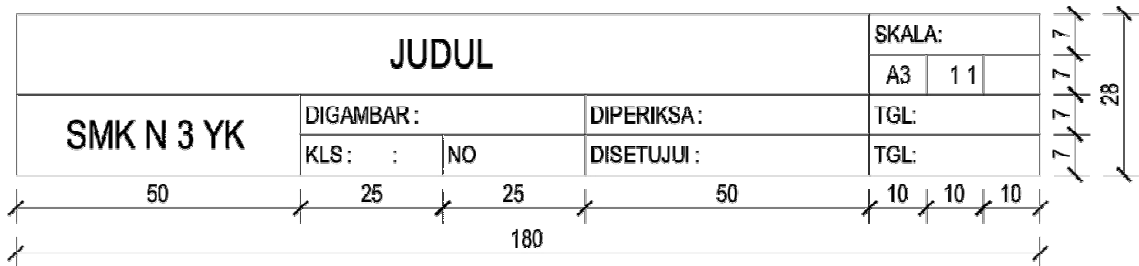 JUDUL
SKALA:
A3 1 1
SMK N 3 YK
DIGAMBAR :
DIPERIKSA :
TGL:
KLS : :
NO
DISETUJUI :
TGL:
50 25 25 50 10 10 10
180
7
7
7
7
28